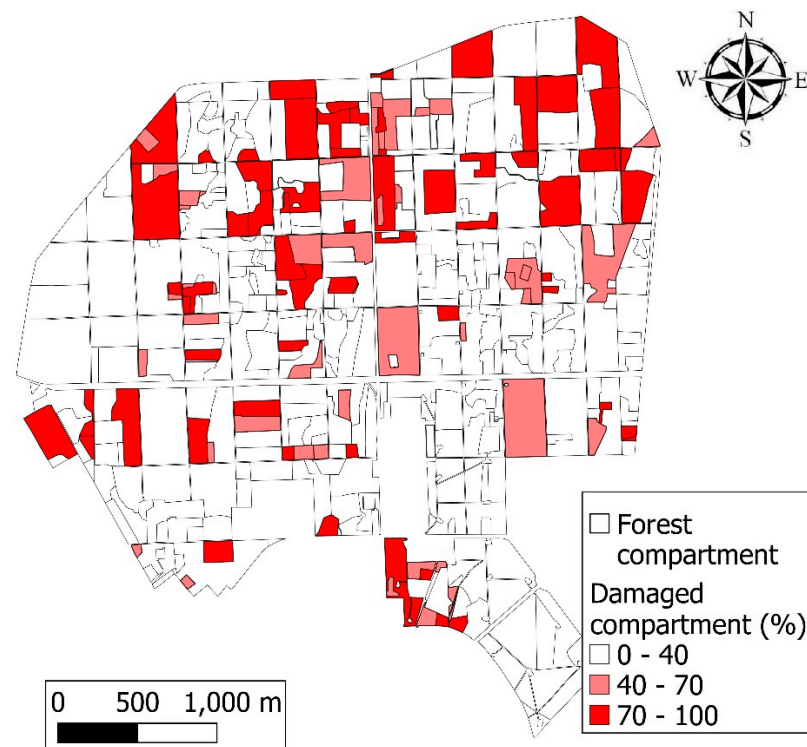 N
W E
S
Forest
compartment
Damaged
compartment (%)
0 - 40
40 - 70
70 - 100
0 500 1,000 m